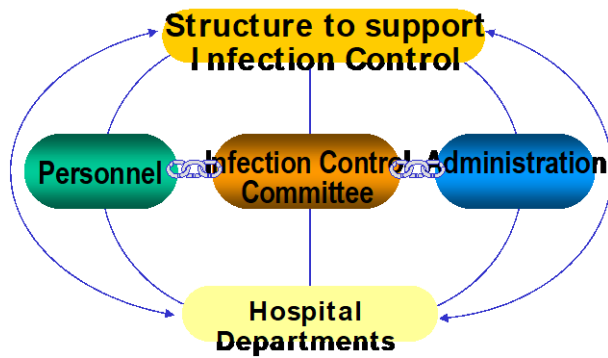 Structure to support
Infection Control
Personnel
Infection Control
Committee
Administration
Hospital
Departments